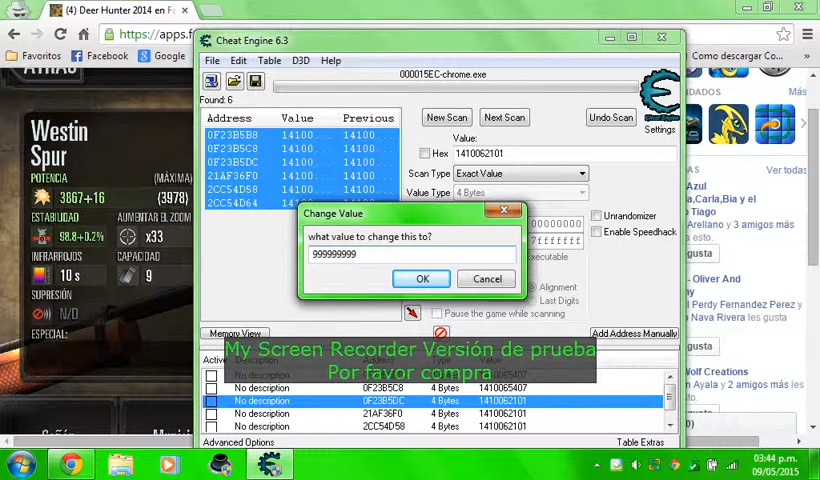 (4) Deer Hunter 2014 en Fa
https://apps.f
Favoritos
Facebook
Google
Como descargar Co...
Cheat Engine 6.3
File Edit Table D3D Help
000015EC-chrome.exe
Found: 6
Address Value Previous
0F23B5B8 14100... 14100...
0F23B5C8 14100... 14100...
0F23B5DC 14100... 14100...
21AF36F0 14100... 14100...
2CC54D58 14100... 14100...
2CC54D64
New Scan
Next Scan
Undo Scan
Settings
Value:
Hex
1410062101
Scan Type
Exact Value
Value Type
4 Bytes
Unrandomizer
Enable Speedhack
Alignment
Last Digits
Pause the game while scanning
Change Value
what value to change this to?
999999999
OK
Cancel
Memory View
Add Address Manually
My Screen Recorder Versión de prueba
Por favor compra
Active
No description
No description 0F23B5C8 4 Bytes 1410065407
No description 0F23B5DC 4 Bytes 1410062101
No description 21AF36F0 4 Bytes 1410062101
No description 2CC54D58 4 Bytes 1410062101
Advanced Options
Table Extras
Westin
Spur
POTENCIA
(MÁXIMA)
3867+16
(3978)
ESTABILIDAD
AUMENTAR EL ZOOM
98.8+0.2%
x33
INFRARROJOS
CAPACIDAD
10 s
9
SUPRESIÓN
N/D
ESPECIAL:
Más
Ver todas
Azul
,Carla,Bia y el
Tiago
Araviero y 3 amigos más
gusta
- Oliver And
Perdy Fernandez Perez
Nava Rivera y
gusta
Wolf Creations
Ayala y 2 amigos más
gusta
03:44 p.m.
09/05/2015